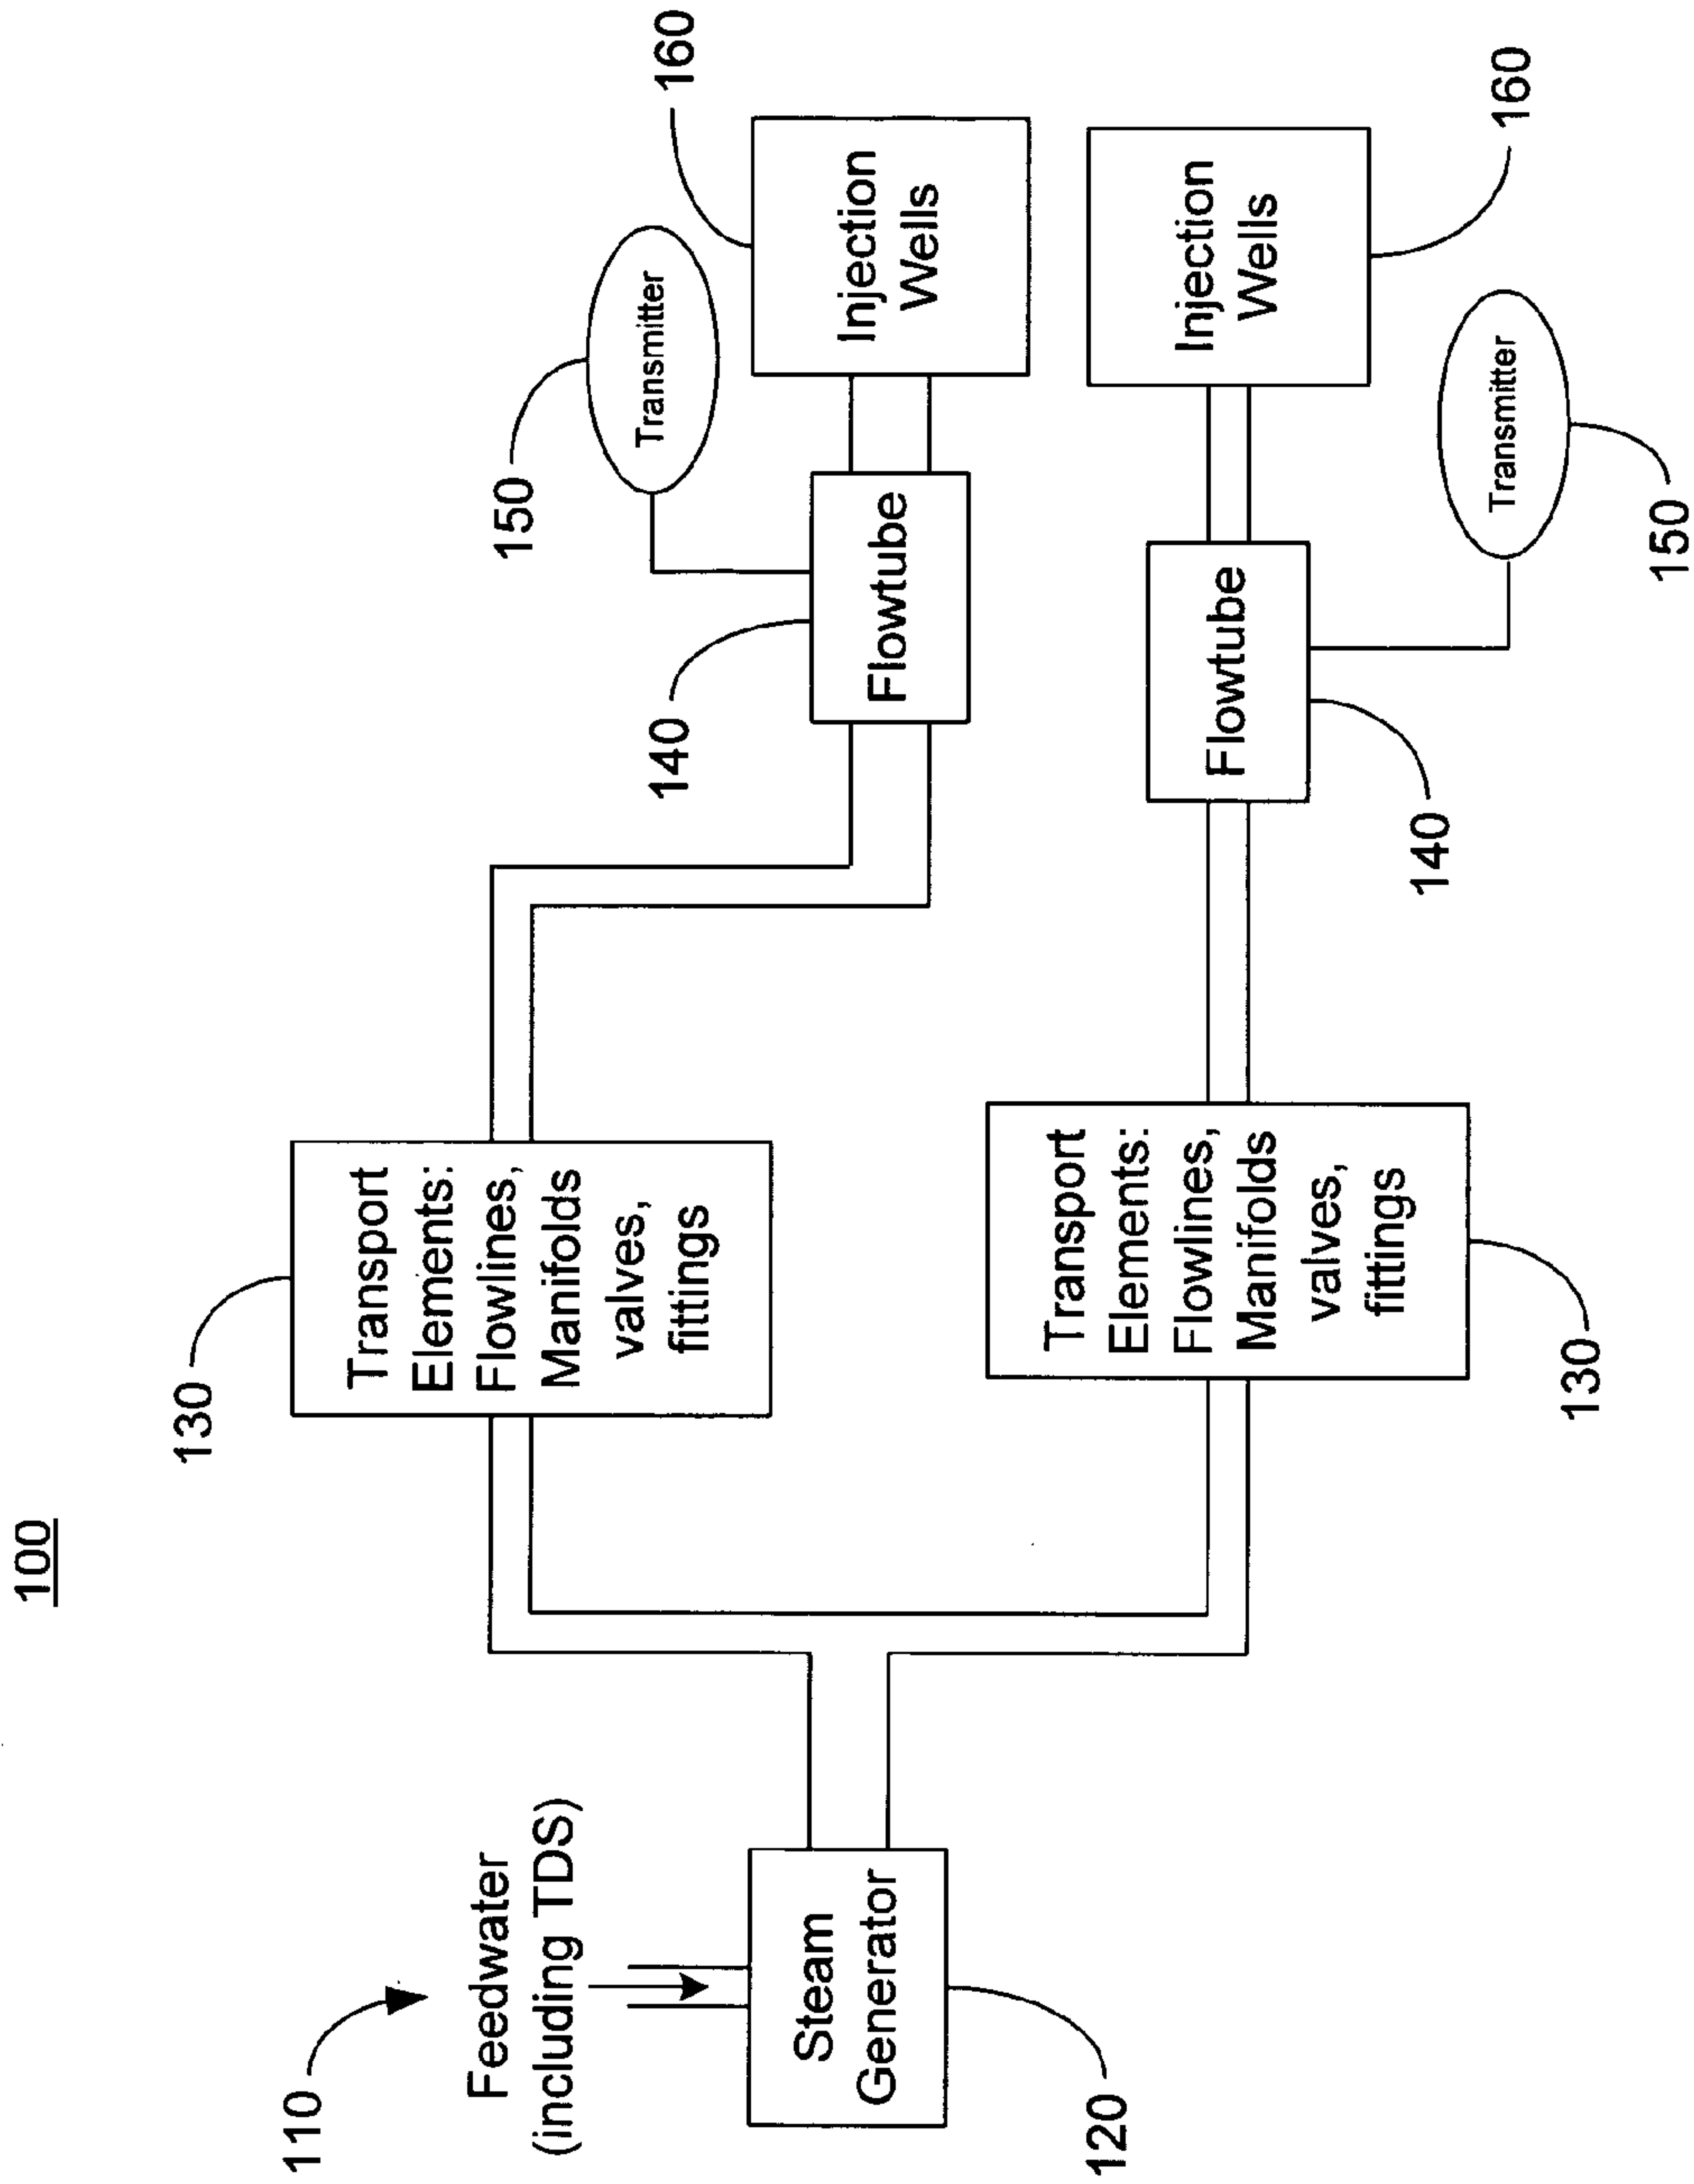 100
110
Feedwater
(including TDS)
Steam
Generator
120
130
Transport
Elements:
Flowlines,
Manifolds
valves,
fittings
Transport
Elements:
Flowlines,
Manifolds
valves,
fittings
130
140
Flowtube
150
Transmitter
Injection
Wells
160
Flowtube
140
Transmitter
150
Injection
Wells
160